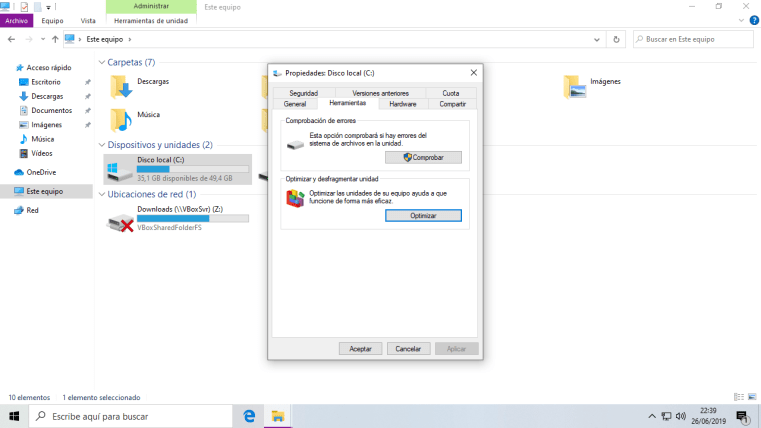 Administrar
Este equipo
Archivo
Equipo
Vista
Herramientas de unidad
Este equipo
Buscar en Este equipo
Acceso rápido
Escritorio
Descargas
Documentos
Imágenes
Música
Vídeos
OneDrive
Este equipo
Red
Carpetas (7)
Descargas
Imágenes
Música
Dispositivos y unidades (2)
Disco local (C:)
35,1 GB disponibles de 49,4 GB
Ubicaciones de red (1)
Downloads (\\VBoxSvr) (Z:)
VBoxSharedFolderFS
Propiedades: Disco local (C:)
Seguridad
Versiones anteriores
Cuota
General
Herramientas
Hardware
Compartir
Comprobación de errores
Esta opción comprobará si hay errores del
sistema de archivos en la unidad.
Comprobar
Optimizar y desfragmentar unidad
Optimizar las unidades de su equipo ayuda a que
funcione de forma más eficaz.
Optimizar
Aceptar
Cancelar
Aplicar
10 elementos
1 elemento seleccionado
Escribe aquí para buscar
22:39
26/06/2019
1